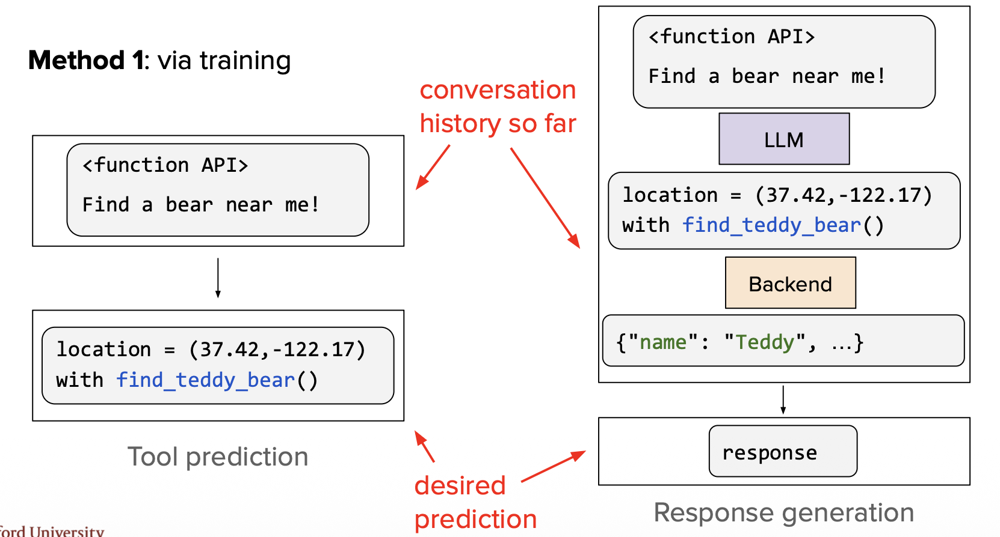 Method 1: via training
conversation
history so far
<function API>
Find a bear near me!
location = (37.42,-122.17)
with find_teddy_bear()
Tool prediction
desired
prediction
<function API>
Find a bear near me!
LLM
location = (37.42,-122.17)
with find_teddy_bear()
Backend
{"name": "Teddy", …}
response
Response generation
University